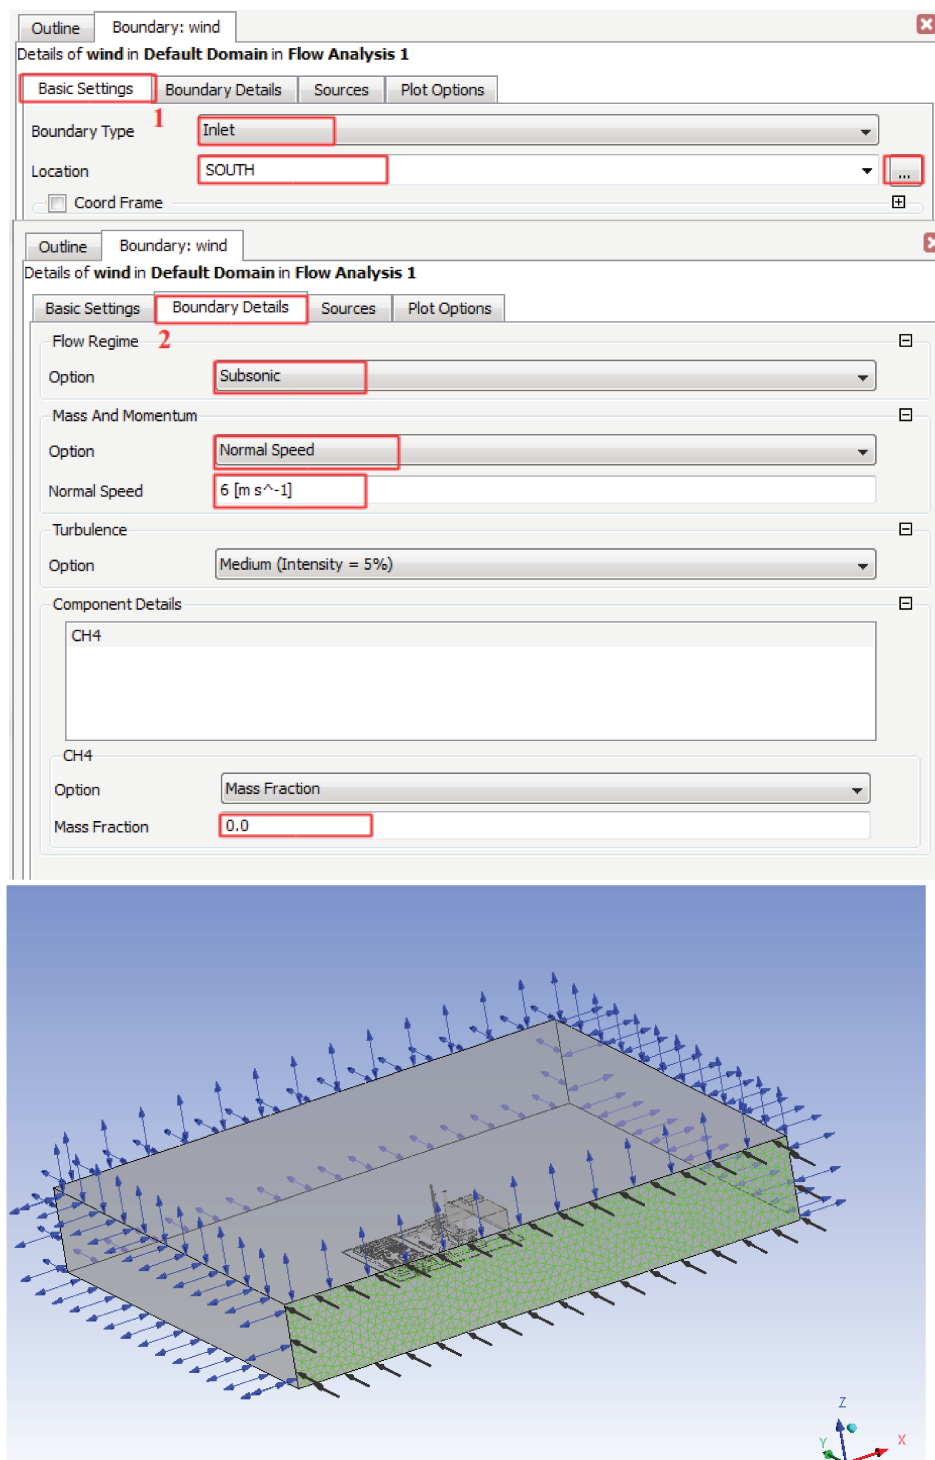 Outline Boundary: wind
Details of wind in Default Domain in Flow Analysis 1
Basic Settings Boundary Details Sources Plot Options
1
Boundary Type Inlet
Location SOUTH ...
Coord Frame
Outline Boundary: wind
Details of wind in Default Domain in Flow Analysis 1
Basic Settings Boundary Details Sources Plot Options
Flow Regime 2
Option Subsonic
Mass And Momentum
Option Normal Speed
Normal Speed 6 [m s^-1]
Turbulence
Option Medium (Intensity = 5%)
Component Details
CH4
CH4
Option Mass Fraction
Mass Fraction 0.0
Z
Y X